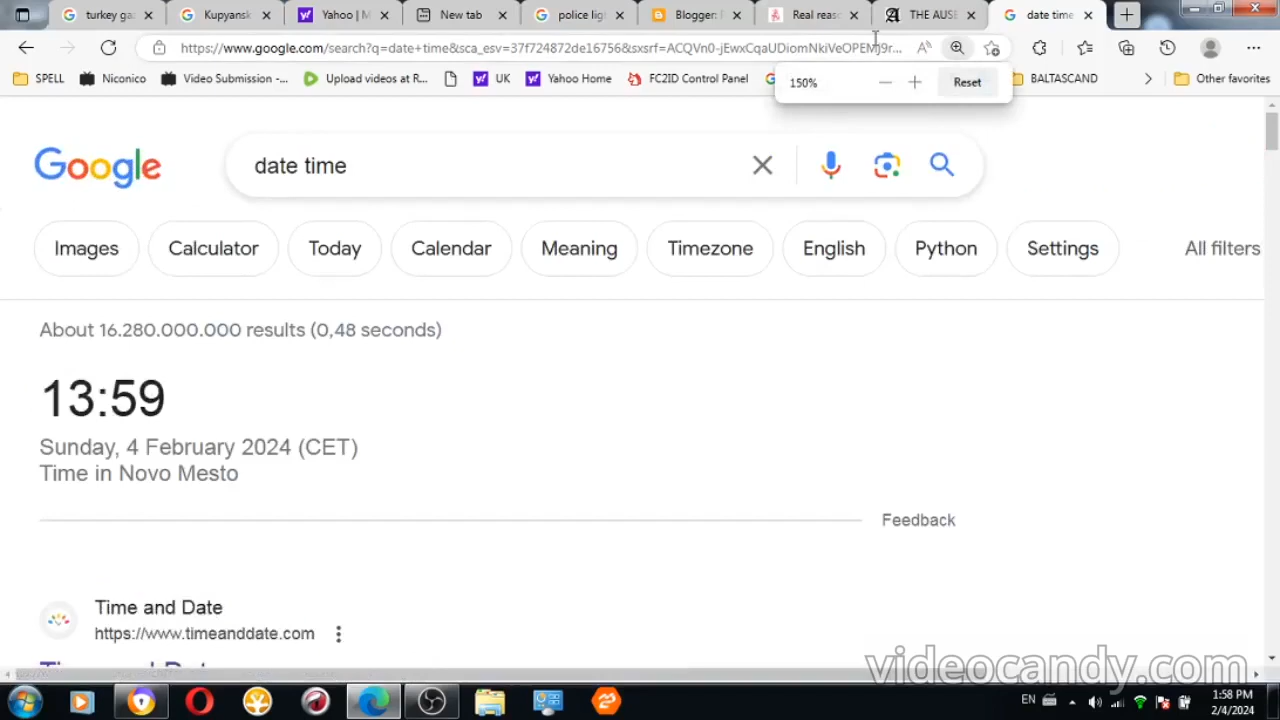 turkey ga
Kupyansk
Yahoo | M
New tab
police lig
Blogger:
Real reas
THE AUSE
date time
https://www.google.com/search?q=date+time&sca_esv=37f724872de16756&sxsrf=ACQVn0-jEwxCqaUDiomNkiVeOPEMJ9r...
SPELL
Niconico
Video Submission -...
Upload videos at R...
UK
Yahoo Home
FC2ID Control Panel
BALTASCAND
Other favorites
150%
Reset
Google
date time
Images
Calculator
Today
Calendar
Meaning
Timezone
English
Python
Settings
All filters
About 16.280.000.000 results (0,48 seconds)
13:59
Sunday, 4 February 2024 (CET)
Time in Novo Mesto
Feedback
Time and Date
https://www.timeanddate.com
videocandy.com
EN
1:58 PM
2/4/2024